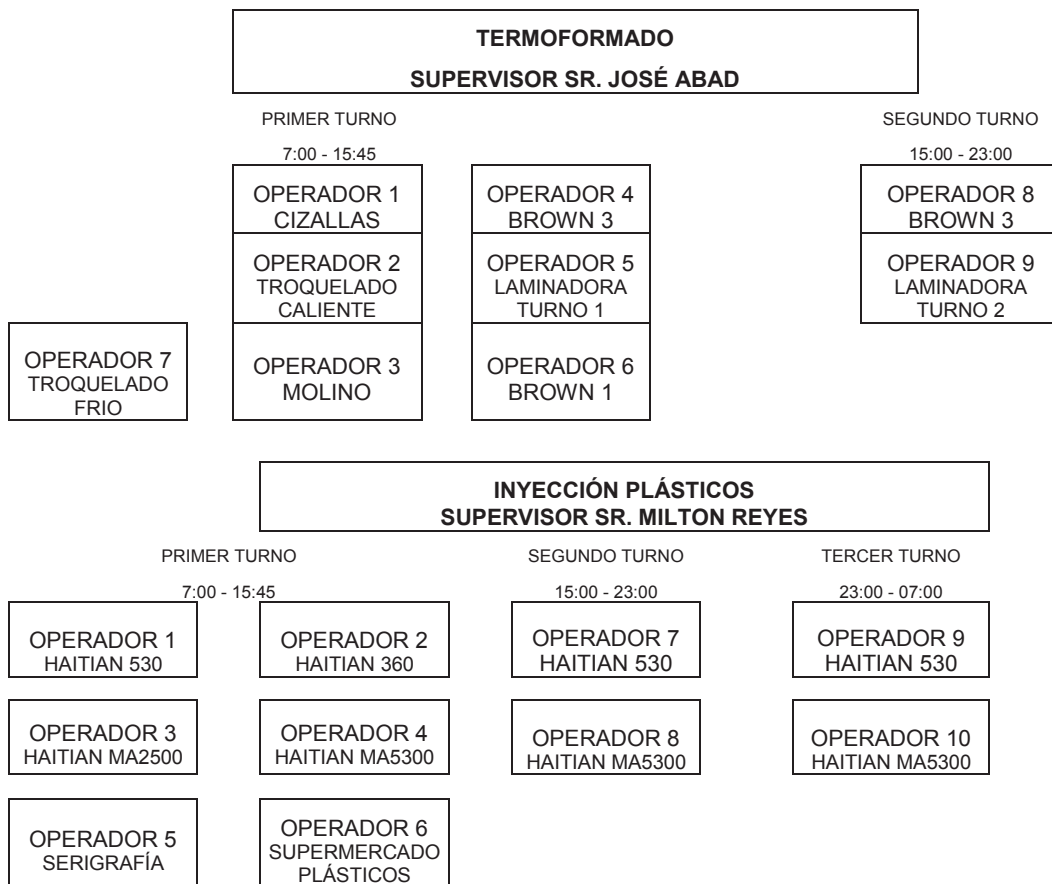 TERMOFORMADO
SUPERVISOR SR. JOSÉ ABAD
PRIMER TURNO
7:00 - 15:45
SEGUNDO TURNO
15:00 - 23:00
OPERADOR 1
CIZALLAS
OPERADOR 4
BROWN 3
OPERADOR 8
BROWN 3
OPERADOR 2
TROQUELADO
CALIENTE
OPERADOR 5
LAMINADORA
TURNO 1
OPERADOR 9
LAMINADORA
TURNO 2
OPERADOR 7
TROQUELADO
FRIO
OPERADOR 3
MOLINO
OPERADOR 6
BROWN 1
INYECCIÓN PLÁSTICOS
SUPERVISOR SR. MILTON REYES
PRIMER TURNO
7:00 - 15:45
SEGUNDO TURNO
15:00 - 23:00
TERCER TURNO
23:00 - 07:00
OPERADOR 1
HAITIAN 530
OPERADOR 2
HAITIAN 360
OPERADOR 7
HAITIAN 530
OPERADOR 9
HAITIAN 530
OPERADOR 3
HAITIAN MA2500
OPERADOR 4
HAITIAN MA5300
OPERADOR 8
HAITIAN MA5300
OPERADOR 10
HAITIAN MA5300
OPERADOR 5
SERIGRAFÍA
OPERADOR 6
SUPERMERCADO
PLÁSTICOS